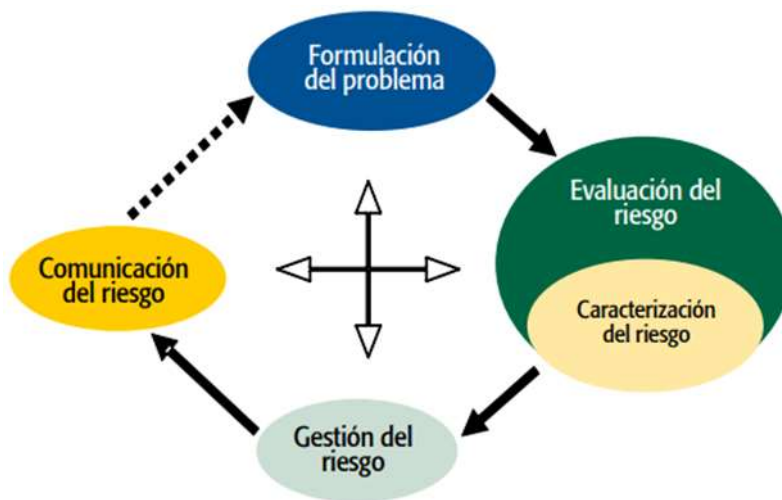 Formulación
del problema
Evaluación del
riesgo
Caracterización
del riesgo
Gestión del
riesgo
Comunicación
del riesgo